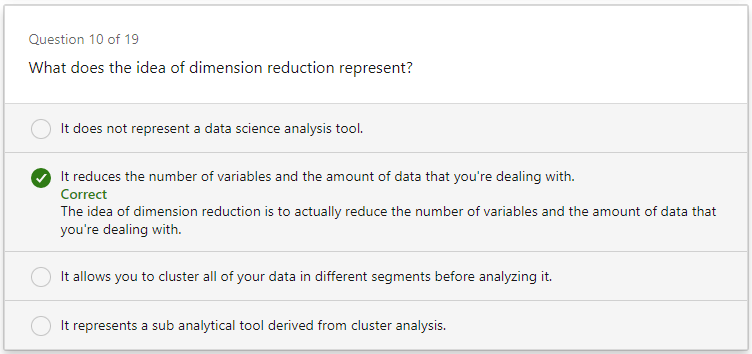 Question 10 of 19
What does the idea of dimension reduction represent?
It does not represent a data science analysis tool.
It reduces the number of variables and the amount of data that you're dealing with.
Correct
The idea of dimension reduction is to actually reduce the number of variables and the amount of data that
you're dealing with.
It allows you to cluster all of your data in different segments before analyzing it.
It represents a sub analytical tool derived from cluster analysis.